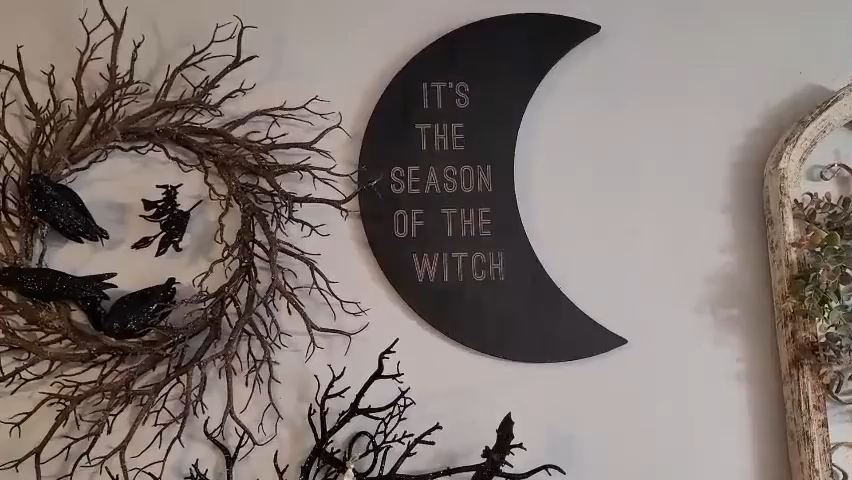 IT'S
THE
SEASON
OF THE
WITCH